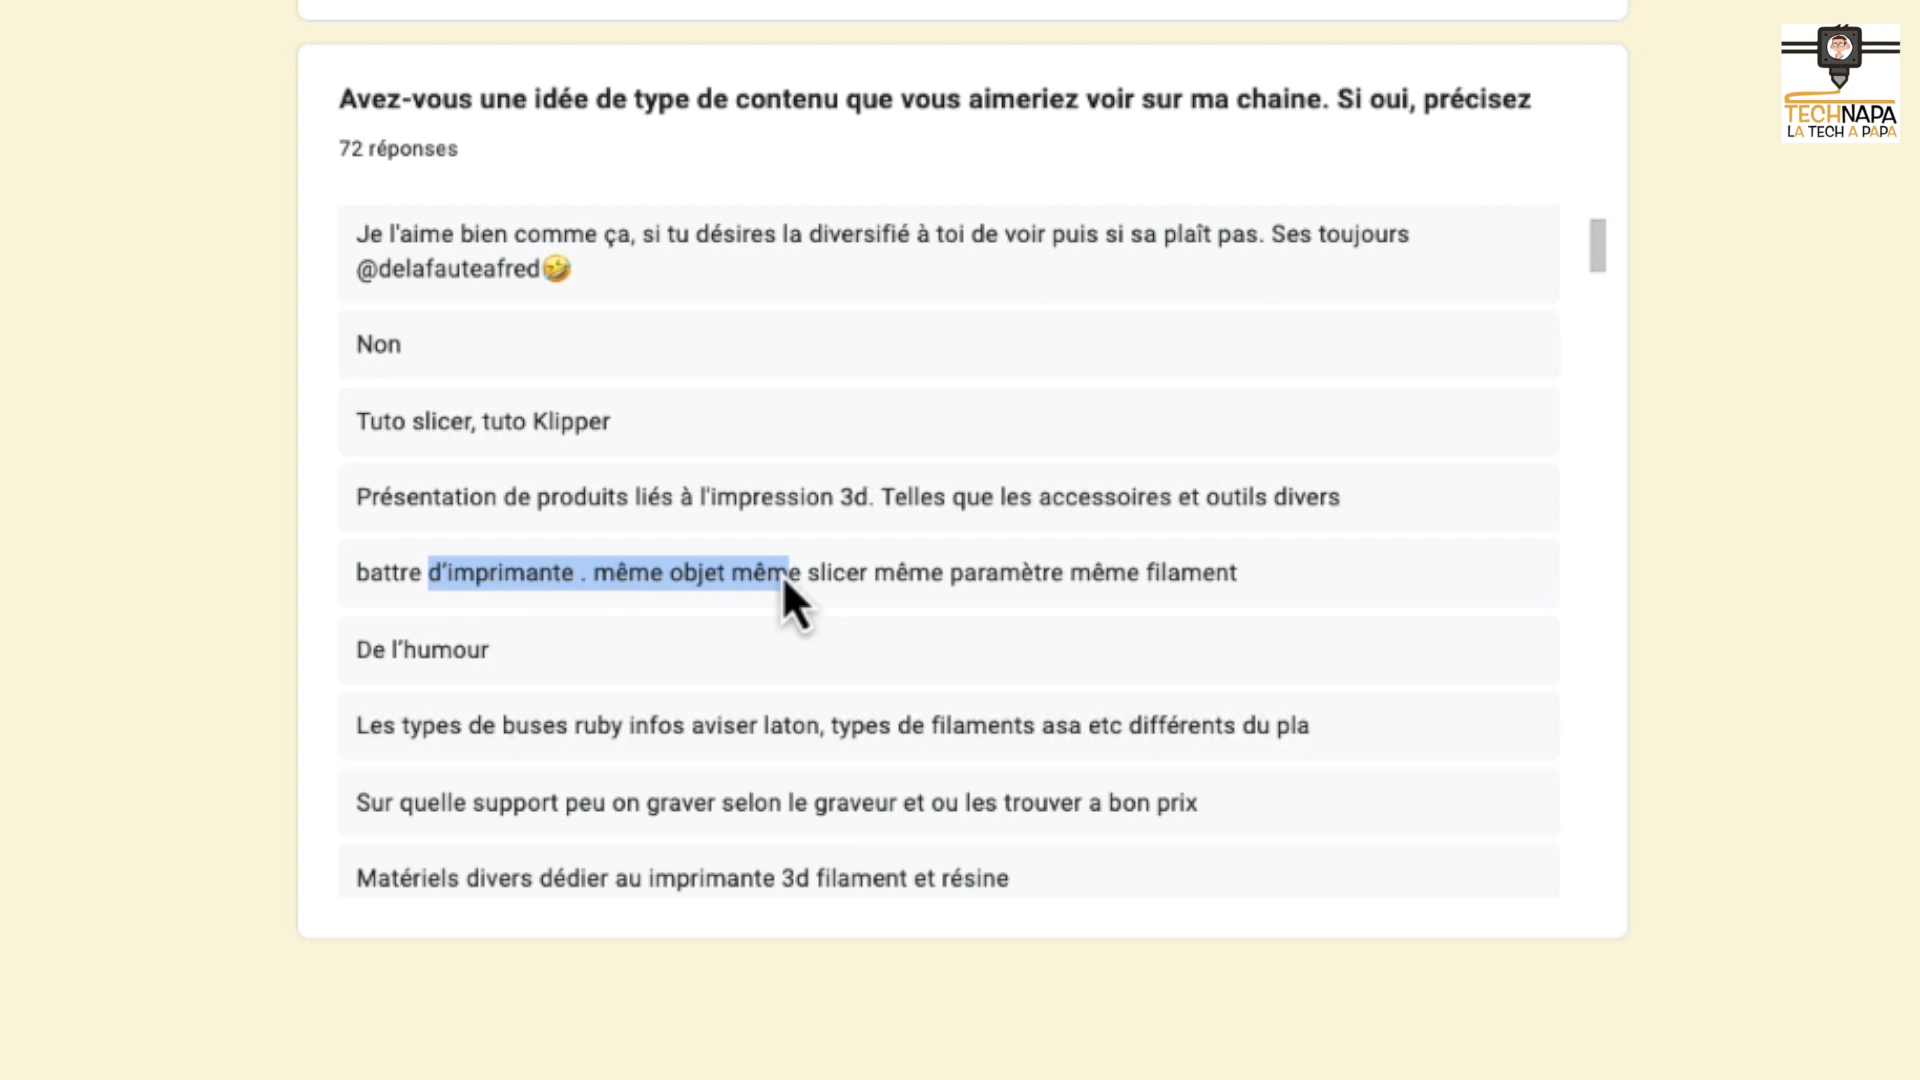 Avez-vous une idée de type de contenu que vous aimeriez voir sur ma chaine. Si oui, précisez
72 réponses
Je l'aime bien comme ça, si tu désires la diversifié à toi de voir puis si sa plaît pas. Ses toujours
@delafauteafred🤣
Non
Tuto slicer, tuto Klipper
Présentation de produits liés à l'impression 3d. Telles que les accessoires et outils divers
battre d'imprimante . même objet même slicer même paramètre même filament
De l'humour
Les types de buses ruby infos aviser laton, types de filaments asa etc différents du pla
Sur quelle support peu on graver selon le graveur et ou les trouver a bon prix
Matériels divers dédier au imprimante 3d filament et résine
TECHNAPA
LA TECH A PAPA